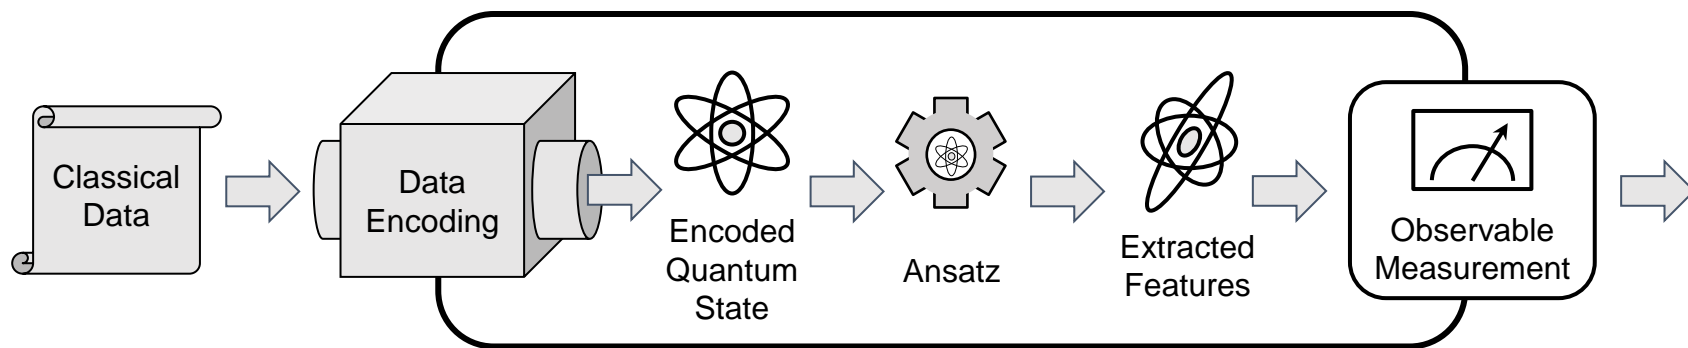 Classical
Data
Data
Encoding
Encoded
Quantum
State
Ansatz
Extracted
Features
Observable
Measurement